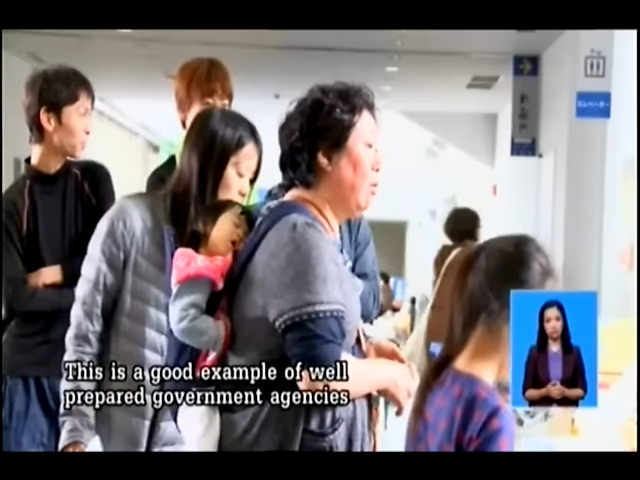 エレベーター
This is a good example of well
prepared government agencies